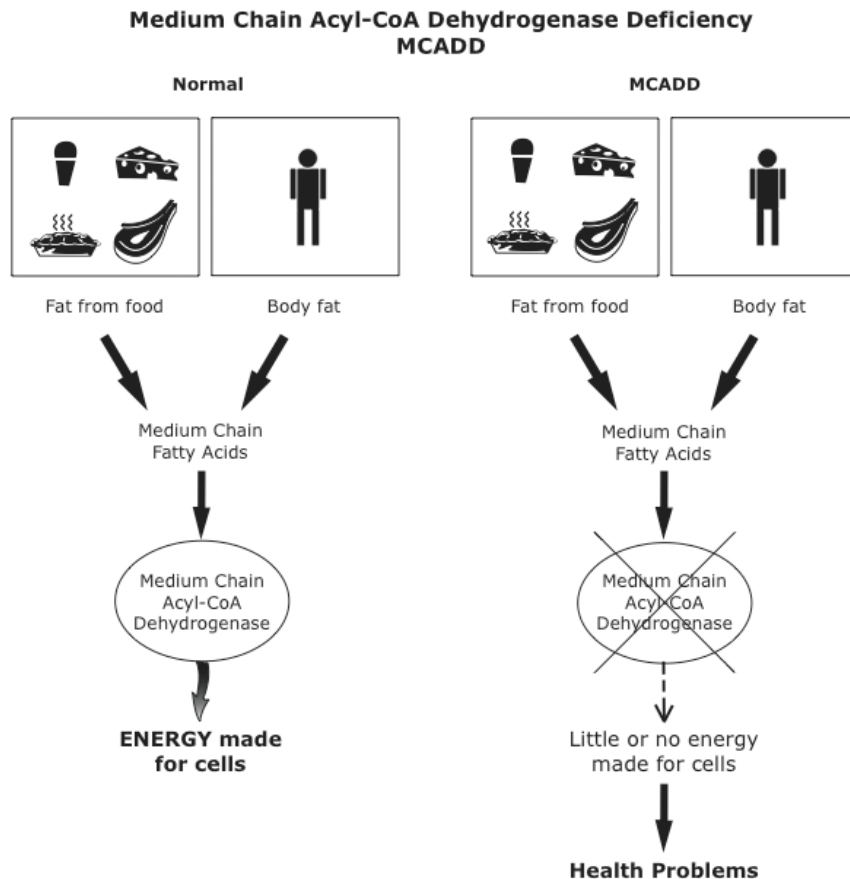 Medium Chain Acyl-CoA Dehydrogenase Deficiency
MCADD
Normal
Fat from food
Body fat
Medium Chain
Fatty Acids
Medium Chain
Acyl-CoA
Dehydrogenase
ENERGY made
for cells
MCADD
Fat from food
Body fat
Medium Chain
Fatty Acids
Medium Chain
Acyl-CoA
Dehydrogenase
Little or no energy
made for cells
Health Problems